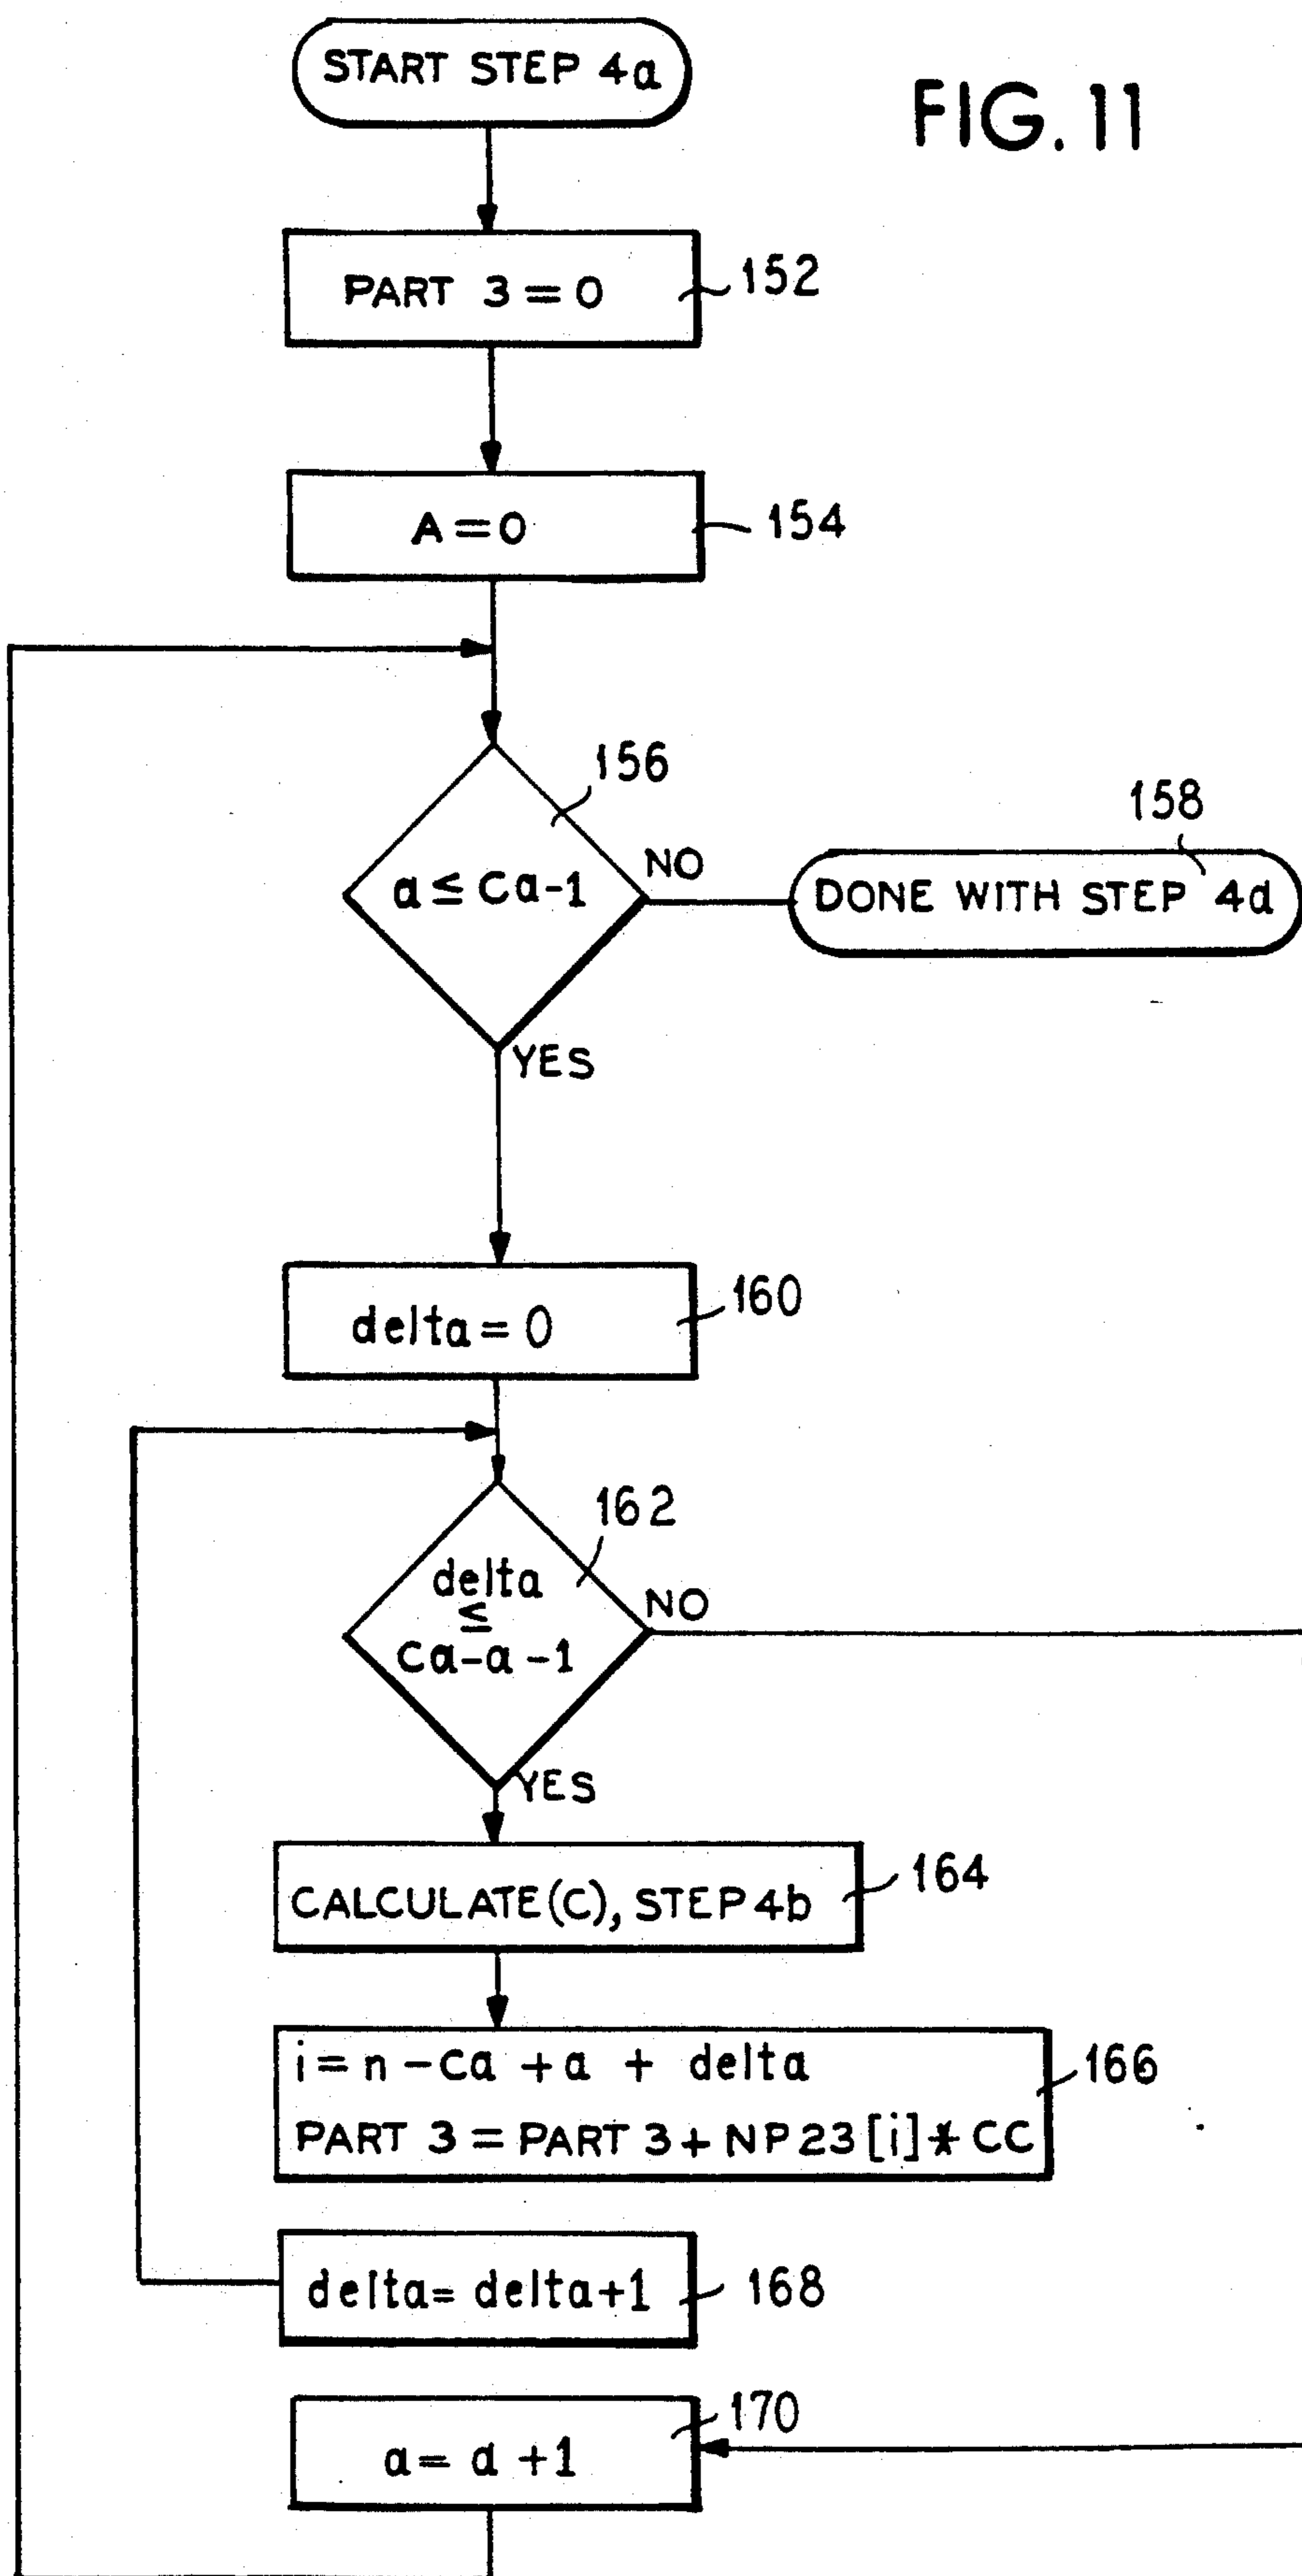 START STEP 4a
FIG. 11
PART 3 = 0
152
A = 0
154
156
a ≤ Ca-1
NO
158
DONE WITH STEP 4a
YES
delta = 0
160
162
delta
≤
Ca-a-1
NO
YES
CALCULATE(C), STEP 4b
164
i = n - Ca + a + delta
PART 3 = PART 3 + NP23[i] * CC
166
delta = delta+1
168
170
a = a +1